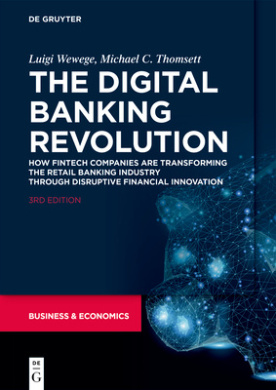 DE GRUYTER
Luigi Wewege, Michael C. Thomsett
THE DIGITAL
BANKING
REVOLUTION
HOW FINTECH COMPANIES ARE TRANSFORMING
THE RETAIL BANKING INDUSTRY
THROUGH DISRUPTIVE FINANCIAL INNOVATION
3RD EDITION
BUSINESS & ECONOMICS
DE
G